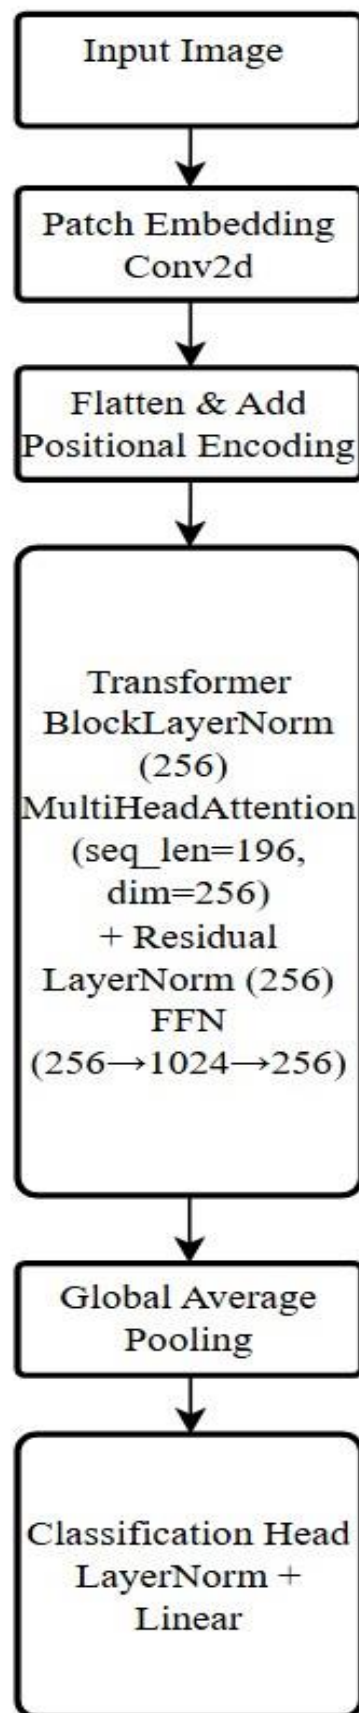 Input Image
Patch Embedding
Conv2d
Flatten & Add
Positional Encoding
Transformer
BlockLayerNorm
(256)
MultiHeadAttention
(seq_len=196,
dim=256)
+ Residual
LayerNorm (256)
FFN
(256→1024→256)
Global Average
Pooling
Classification Head
LayerNorm +
Linear